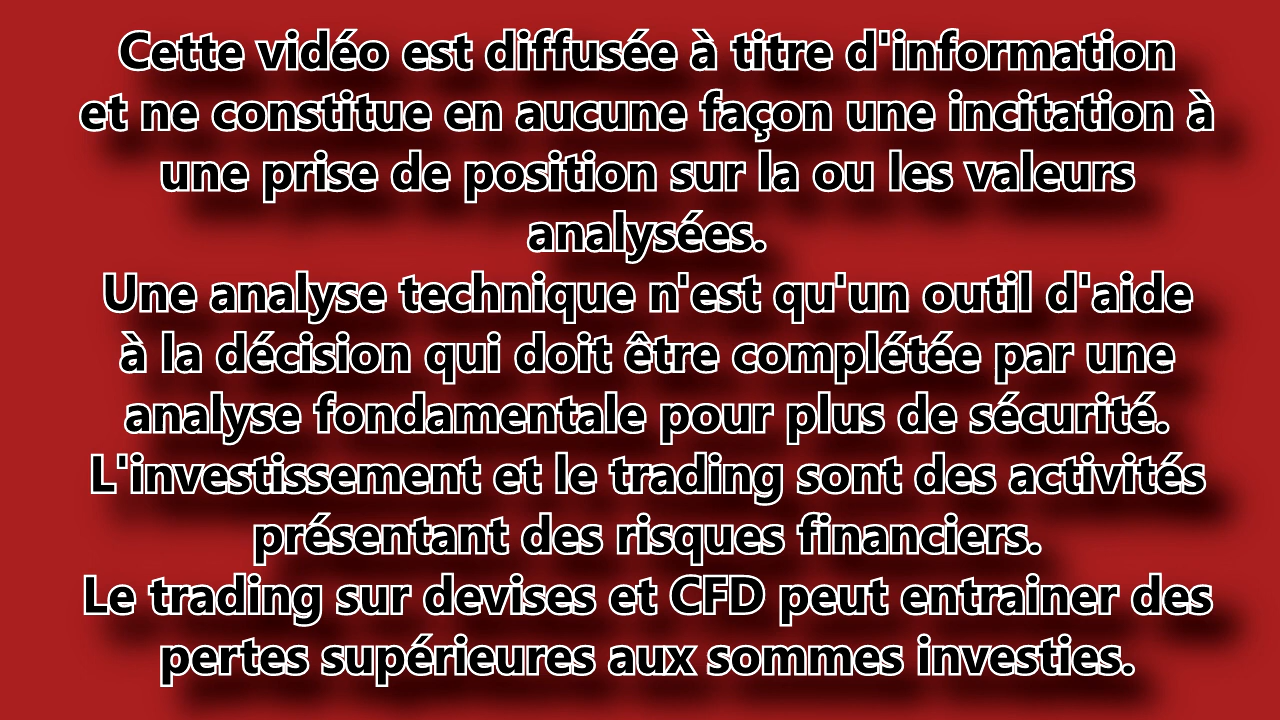 Cette vidéo est diffusée à titre d'information
et ne constitue en aucune façon une incitation à
une prise de position sur la ou les valeurs
analysées.
Une analyse technique n'est qu'un outil d'aide
à la décision qui doit être complétée par une
analyse fondamentale pour plus de sécurité.
L'investissement et le trading sont des activités
présentant des risques financiers.
Le trading sur devises et CFD peut entrainer des
pertes supérieures aux sommes investies.